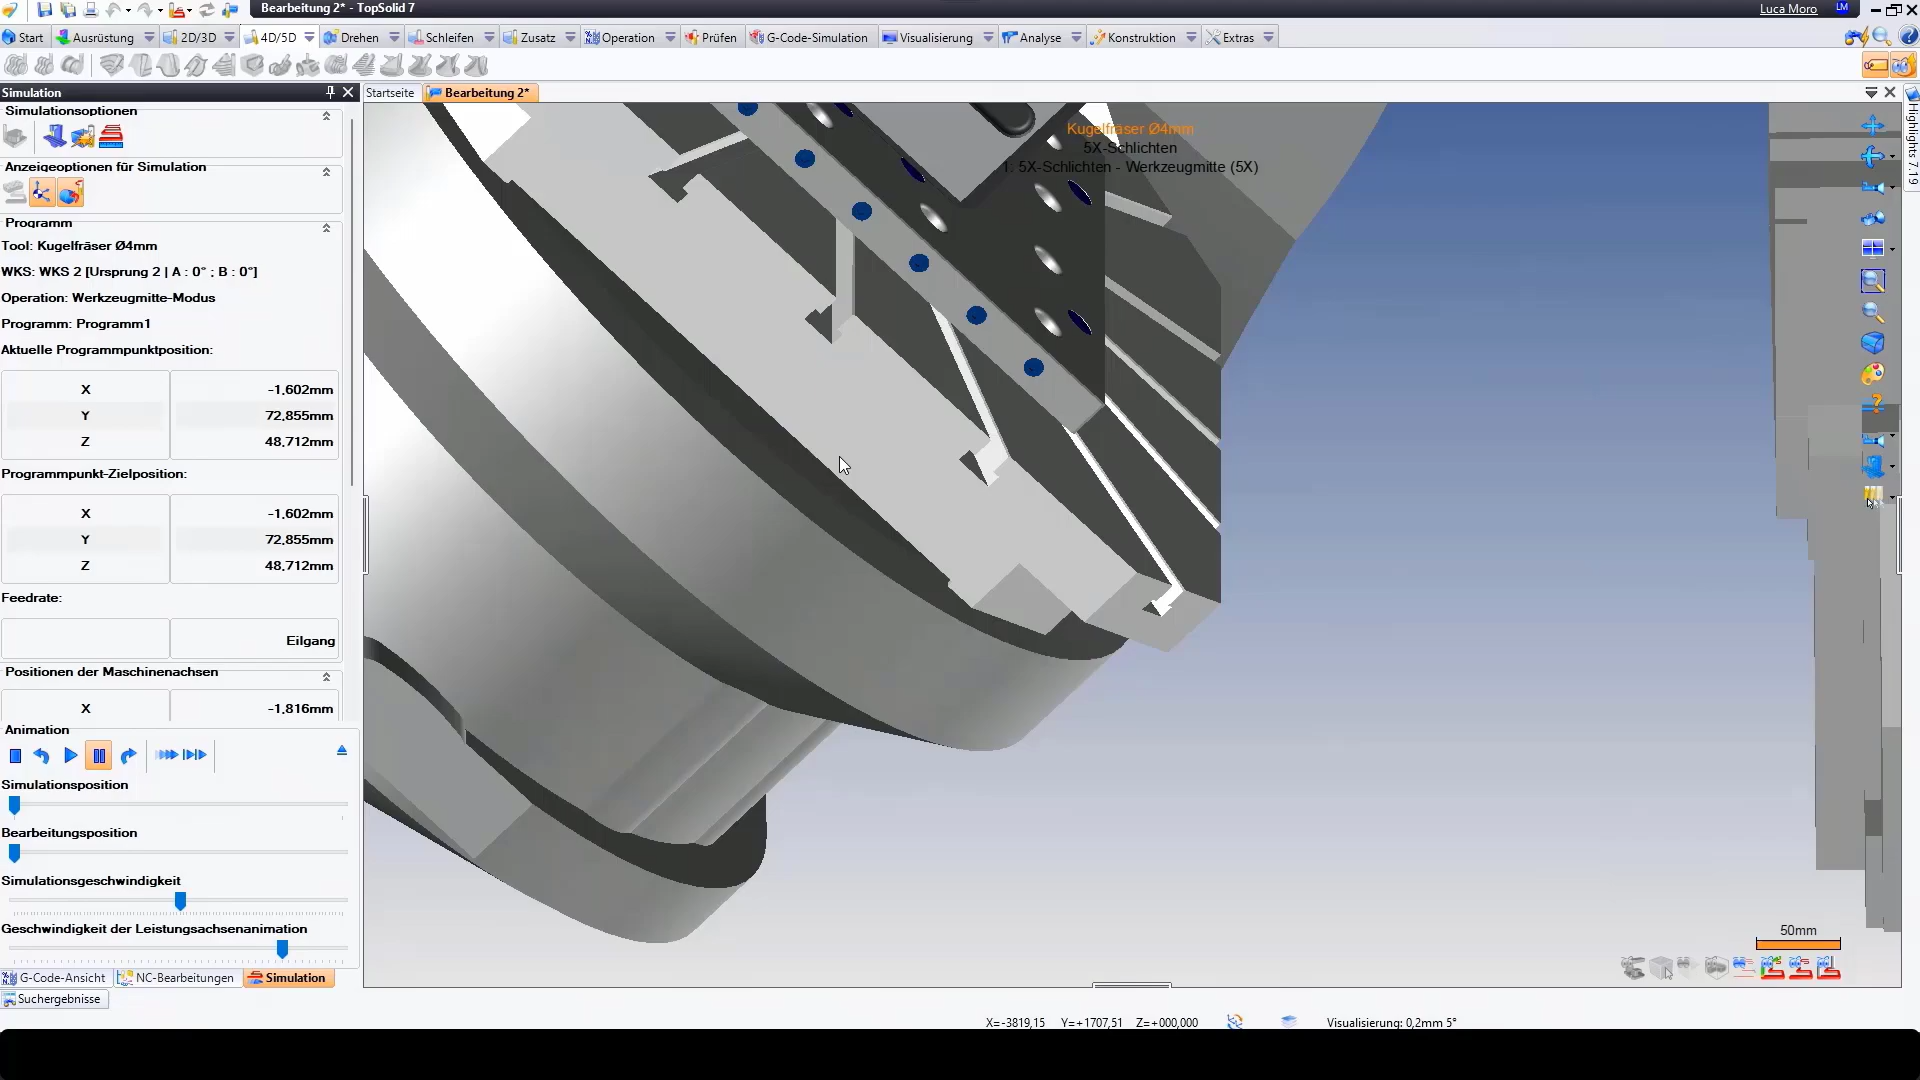 Bearbeitung 2* - TopSolid 7
Luca Moro
LM
Start
Ausrüstung
2D/3D
4D/5D
Drehen
Schleifen
Zusatz
Operation
Prüfen
G-Code-Simulation
Visualisierung
Analyse
Konstruktion
Extras
Simulation
Startseite
Bearbeitung 2*
Simulationsoptionen
Anzeigeoptionen für Simulation
Programm
Tool: Kugelfräser Ø4mm
WKS: WKS 2 [Ursprung 2 | A : 0° ; B : 0°]
Operation: Werkzeugmitte-Modus
Programm: Programm1
Aktuelle Programmpunktposition:
X -1,602mm
Y 72,855mm
Z 48,712mm
Programmpunkt-Zielposition:
X -1,602mm
Y 72,855mm
Z 48,712mm
Feedrate:
Eilgang
Positionen der Maschinenachsen
X -1,816mm
Animation
Simulationsposition
Bearbeitungsposition
Simulationsgeschwindigkeit
Geschwindigkeit der Leistungsachsenanimation
G-Code-Ansicht
NC-Bearbeitungen
Simulation
Suchergebnisse
Kugelfräser Ø4mm
5X-Schlichten
1: 5X-Schlichten - Werkzeugmitte (5X)
Highlights 7.19
50mm
X=-3819,15 Y=+1707,51 Z=+000,000
Visualisierung: 0,2mm 5°